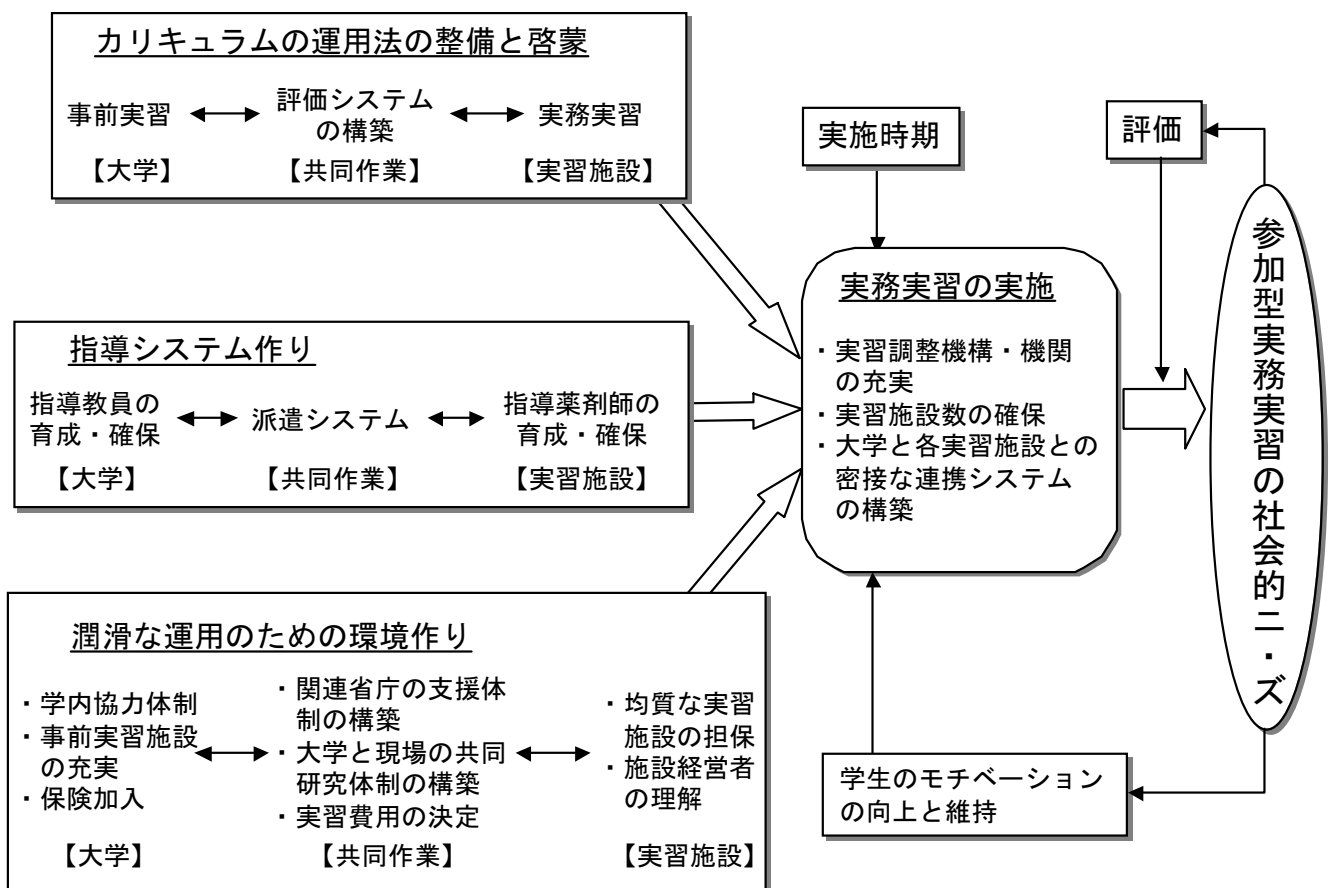 カリキュラムの運用法の整備と啓蒙
事前実習
評価システム
の構築
実務実習
【大学】
【共同作業】
【実習施設】
指導システム作り
指導教員の
育成・確保
派遣システム
指導薬剤師の
育成・確保
【大学】
【共同作業】
【実習施設】
潤滑な運用のための環境作り
・学内協力体制
・事前実習施設
の充実
・保険加入
・関連省庁の支援体
制の構築
・大学と現場の共同
研究体制の構築
・実習費用の決定
・均質な実習
施設の担保
・施設経営者
の理解
【大学】
【共同作業】
【実習施設】
実施時期
実務実習の実施
・実習調整機構・機関
の充実
・実習施設数の確保
・大学と各実習施設との
密接な連携システム
の構築
学生のモチベーション
の向上と維持
評価
参加型実務実習の社会的ニ・ズ